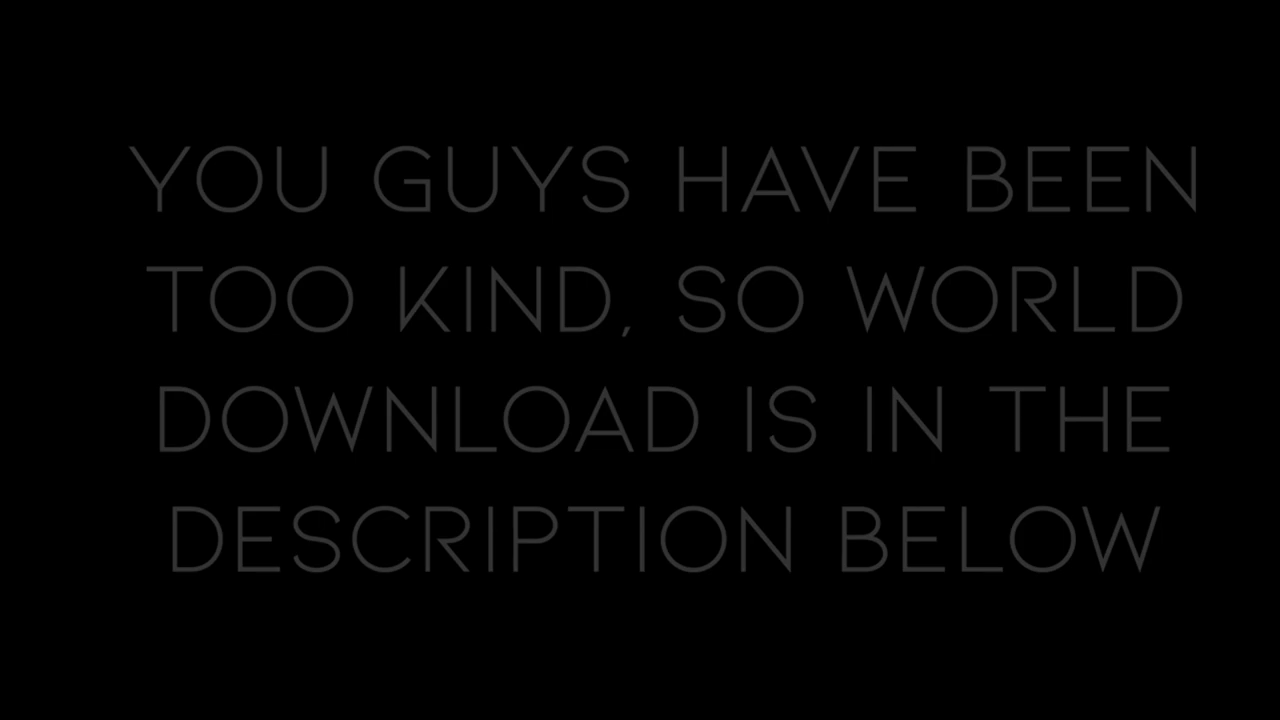 YOU GUYS HAVE BEEN
TOO KIND, SO WORLD
DOWNLOAD IS IN THE
DESCRIPTION BELOW